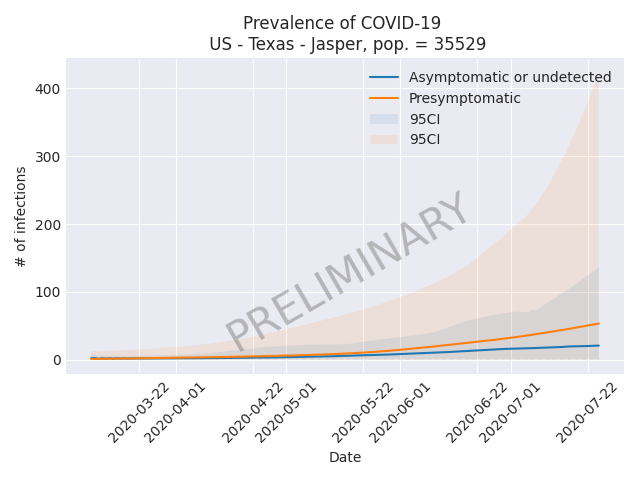 Prevalence of COVID-19
US - Texas - Jasper, pop. = 35529
Asymptomatic or undetected
Presymptomatic
95CI
95CI
400
300
200
100
0
# of infections
PRELIMINARY
2020-03-22
2020-04-01
2020-04-22
2020-05-01
2020-05-22
2020-06-01
2020-06-22
2020-07-01
2020-07-22
Date